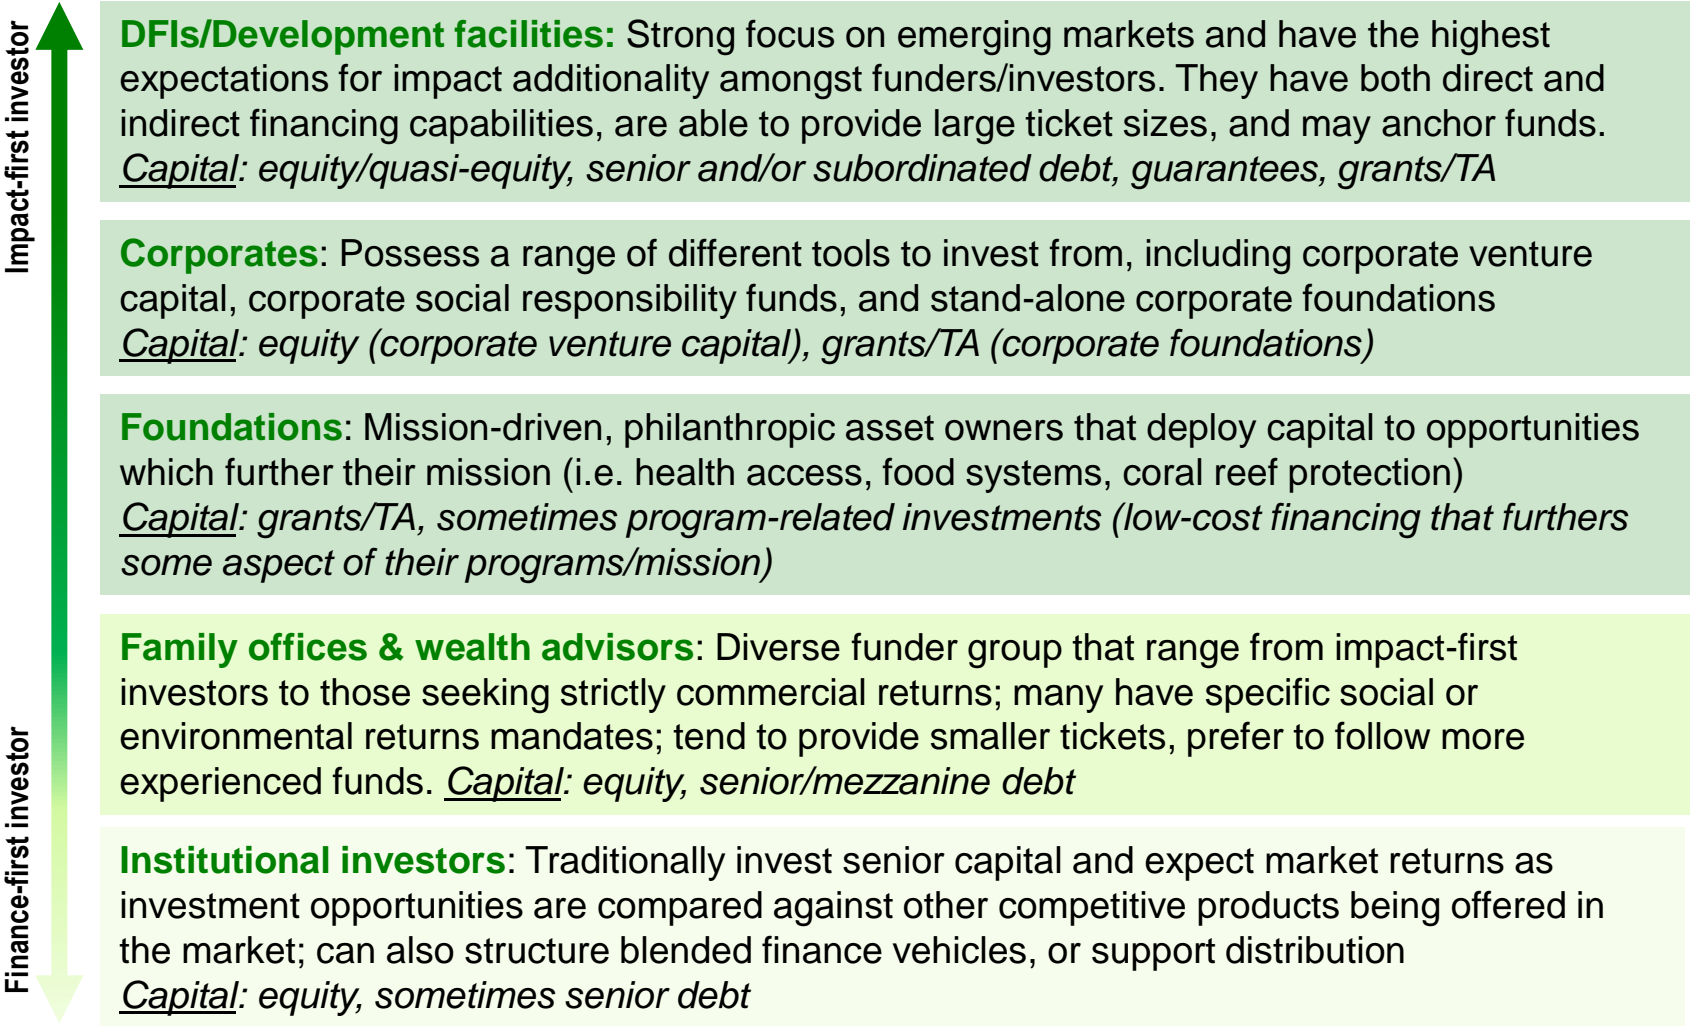 Impact-first investor
DFIs/Development facilities: Strong focus on emerging markets and have the highest
expectations for impact additionality amongst funders/investors. They have both direct and
indirect financing capabilities, are able to provide large ticket sizes, and may anchor funds.
Capital: equity/quasi-equity, senior and/or subordinated debt, guarantees, grants/TA
Corporates: Possess a range of different tools to invest from, including corporate venture
capital, corporate social responsibility funds, and stand-alone corporate foundations
Capital: equity (corporate venture capital), grants/TA (corporate foundations)
Foundations: Mission-driven, philanthropic asset owners that deploy capital to opportunities
which further their mission (i.e. health access, food systems, coral reef protection)
Capital: grants/TA, sometimes program-related investments (low-cost financing that furthers
some aspect of their programs/mission)
Finance-first investor
Family offices & wealth advisors: Diverse funder group that range from impact-first
investors to those seeking strictly commercial returns; many have specific social or
environmental returns mandates; tend to provide smaller tickets, prefer to follow more
experienced funds. Capital: equity, senior/mezzanine debt
Institutional investors: Traditionally invest senior capital and expect market returns as
investment opportunities are compared against other competitive products being offered in
the market; can also structure blended finance vehicles, or support distribution
Capital: equity, sometimes senior debt